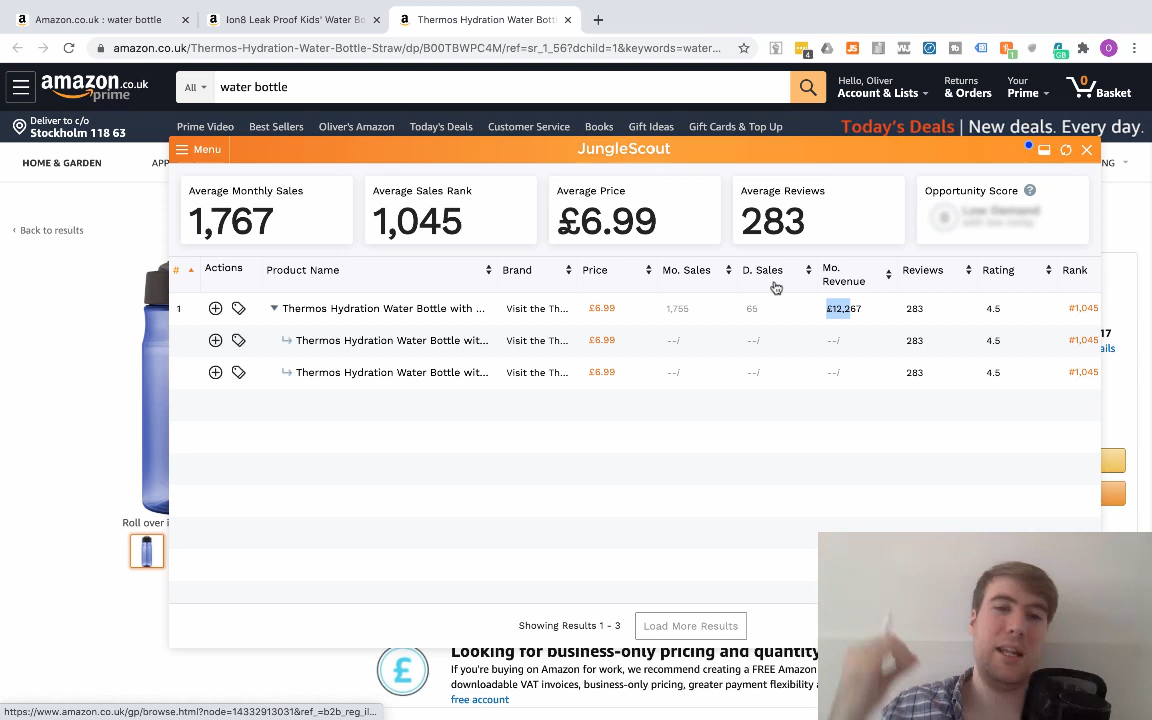 Amazon.co.uk : water bottle
Ion8 Leak Proof Kids' Water Bo
Thermos Hydration Water Bottl
amazon.co.uk/Thermos-Hydration-Water-Bottle-Straw/dp/B00TBWPC4M/ref=sr_1_56?dchild=1&keywords=water...
amazon.co.uk
prime
All
water bottle
Hello, Oliver
Account & Lists
Returns
& Orders
Your
Prime
0
Basket
Deliver to c/o
Stockholm 118 63
Prime Video
Best Sellers
Oliver's Amazon
Today's Deals
Customer Service
Books
Gift Ideas
Gift Cards & Top Up
Today's Deals | New deals. Every day.
HOME & GARDEN
APP
NG
Menu
JungleScout
Average Monthly Sales
1,767
Average Sales Rank
1,045
Average Price
£6.99
Average Reviews
283
Opportunity Score
‹ Back to results
#
Actions
Product Name
Brand
Price
Mo. Sales
D. Sales
Mo.
Revenue
Reviews
Rating
Rank
1 Thermos Hydration Water Bottle with ... Visit the Th... £6.99 1,755 65 £12,267 283 4.5 #1,045
Thermos Hydration Water Bottle wit... Visit the Th... £6.99 --/ --/ --/ 283 4.5 #1,045
Thermos Hydration Water Bottle wit... Visit the Th... £6.99 --/ --/ --/ 283 4.5 #1,045
17
ails
Roll over i
Showing Results 1 - 3
Load More Results
Looking for business-only pricing and quantity
If you're buying on Amazon for work, we recommend creating a FREE Amazon
downloadable VAT invoices, business-only pricing, greater payment flexibility
free account
https://www.amazon.co.uk/gp/browse.html?node=14332913031&ref_=b2b_reg_il...